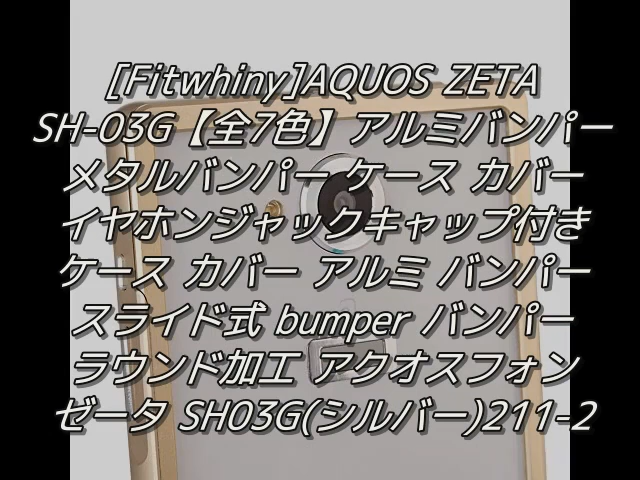 [Fitwhiny]AQUOS ZETA
SH-03G【全7色】アルミバンパー
メタルバンパー ケース カバー
イヤホンジャックキャップ付き
ケース カバー アルミ バンパー
スライド式 bumper バンパー
ラウンド加工 アクオスフォン
ゼータ SH03G(シルバー)211-2